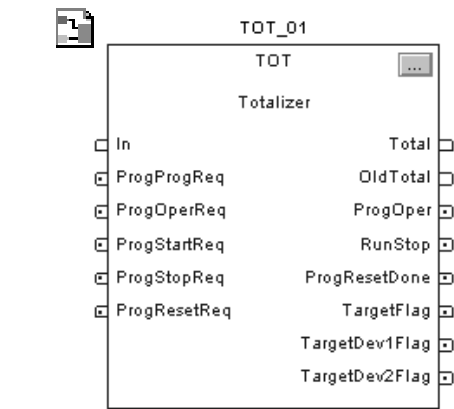 TOT_01
TOT
...
Totalizer
In Total
ProgProgReq OldTotal
ProgOperReq ProgOper
ProgStartReq RunStop
ProgStopReq ProgResetDone
ProgResetReq TargetFlag
TargetDev1Flag
TargetDev2Flag